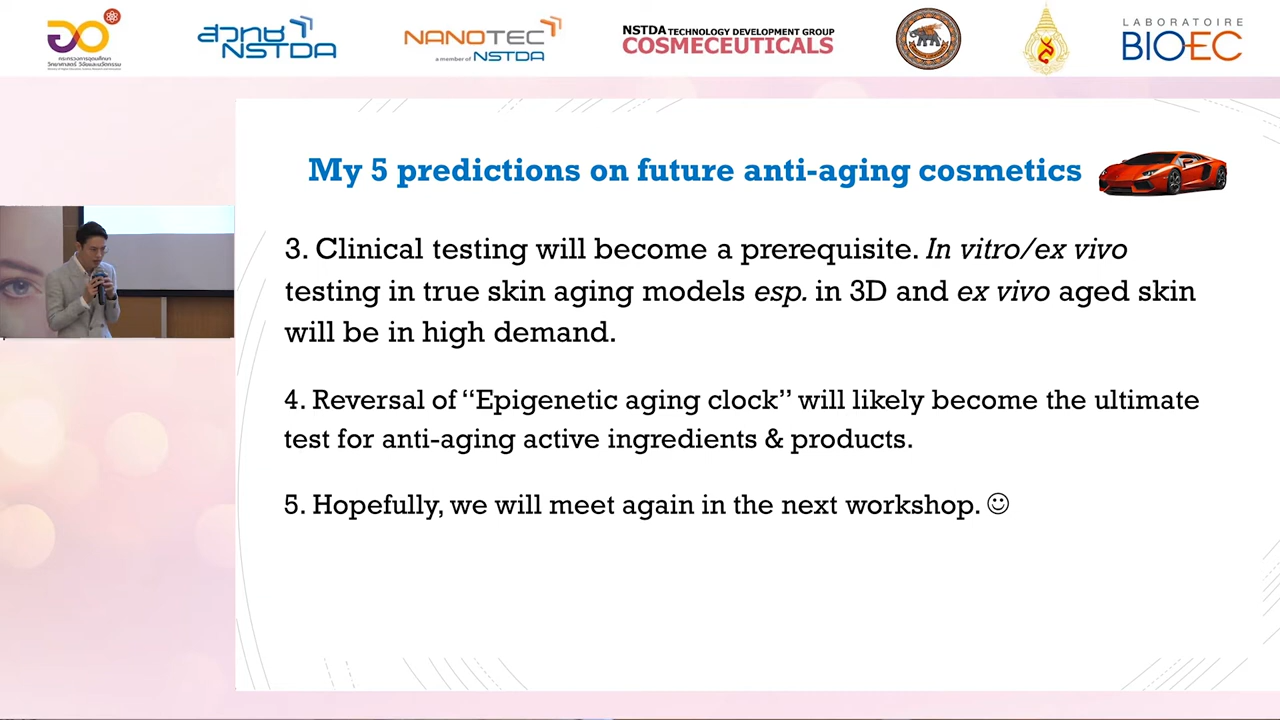 กระทรวงการอุดมศึกษา
วิทยาศาสตร์ วิจัยและนวัตกรรม
สวทช
NSTDA
NANOTEC
a member of NSTDA
NSTDA TECHNOLOGY DEVELOPMENT GROUP
COSMECEUTICALS
LABORATOIRE
BIO-EC
My 5 predictions on future anti-aging cosmetics
3. Clinical testing will become a prerequisite. In vitro/ex vivo
testing in true skin aging models esp. in 3D and ex vivo aged skin
will be in high demand.
4. Reversal of “Epigenetic aging clock” will likely become the ultimate
test for anti-aging active ingredients & products.
5. Hopefully, we will meet again in the next workshop. ☺